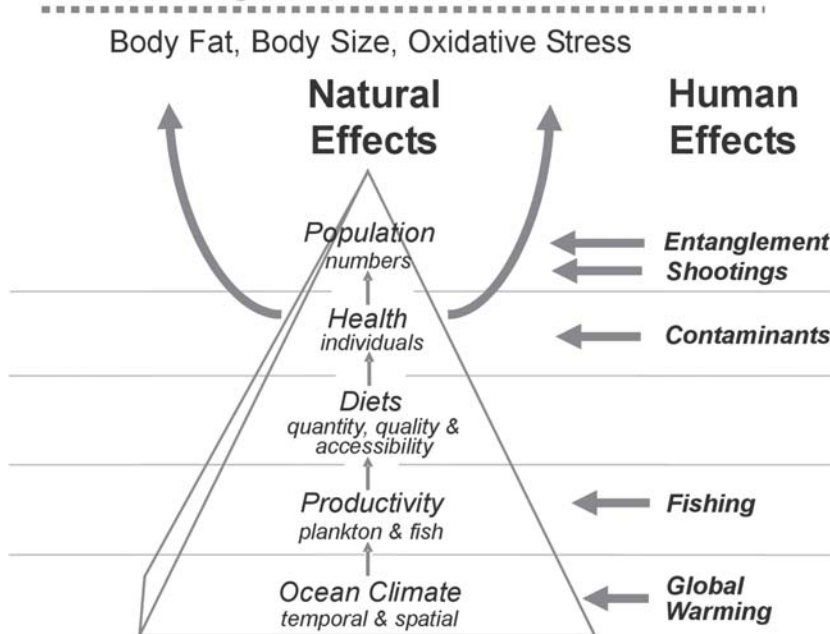 Body Fat, Body Size, Oxidative Stress
Natural
Effects
Human
Effects
Population
numbers
Entanglement
Shootings
Health
individuals
Contaminants
Diets
quantity, quality &
accessibility
Productivity
plankton & fish
Fishing
Ocean Climate
temporal & spatial
Global
Warming